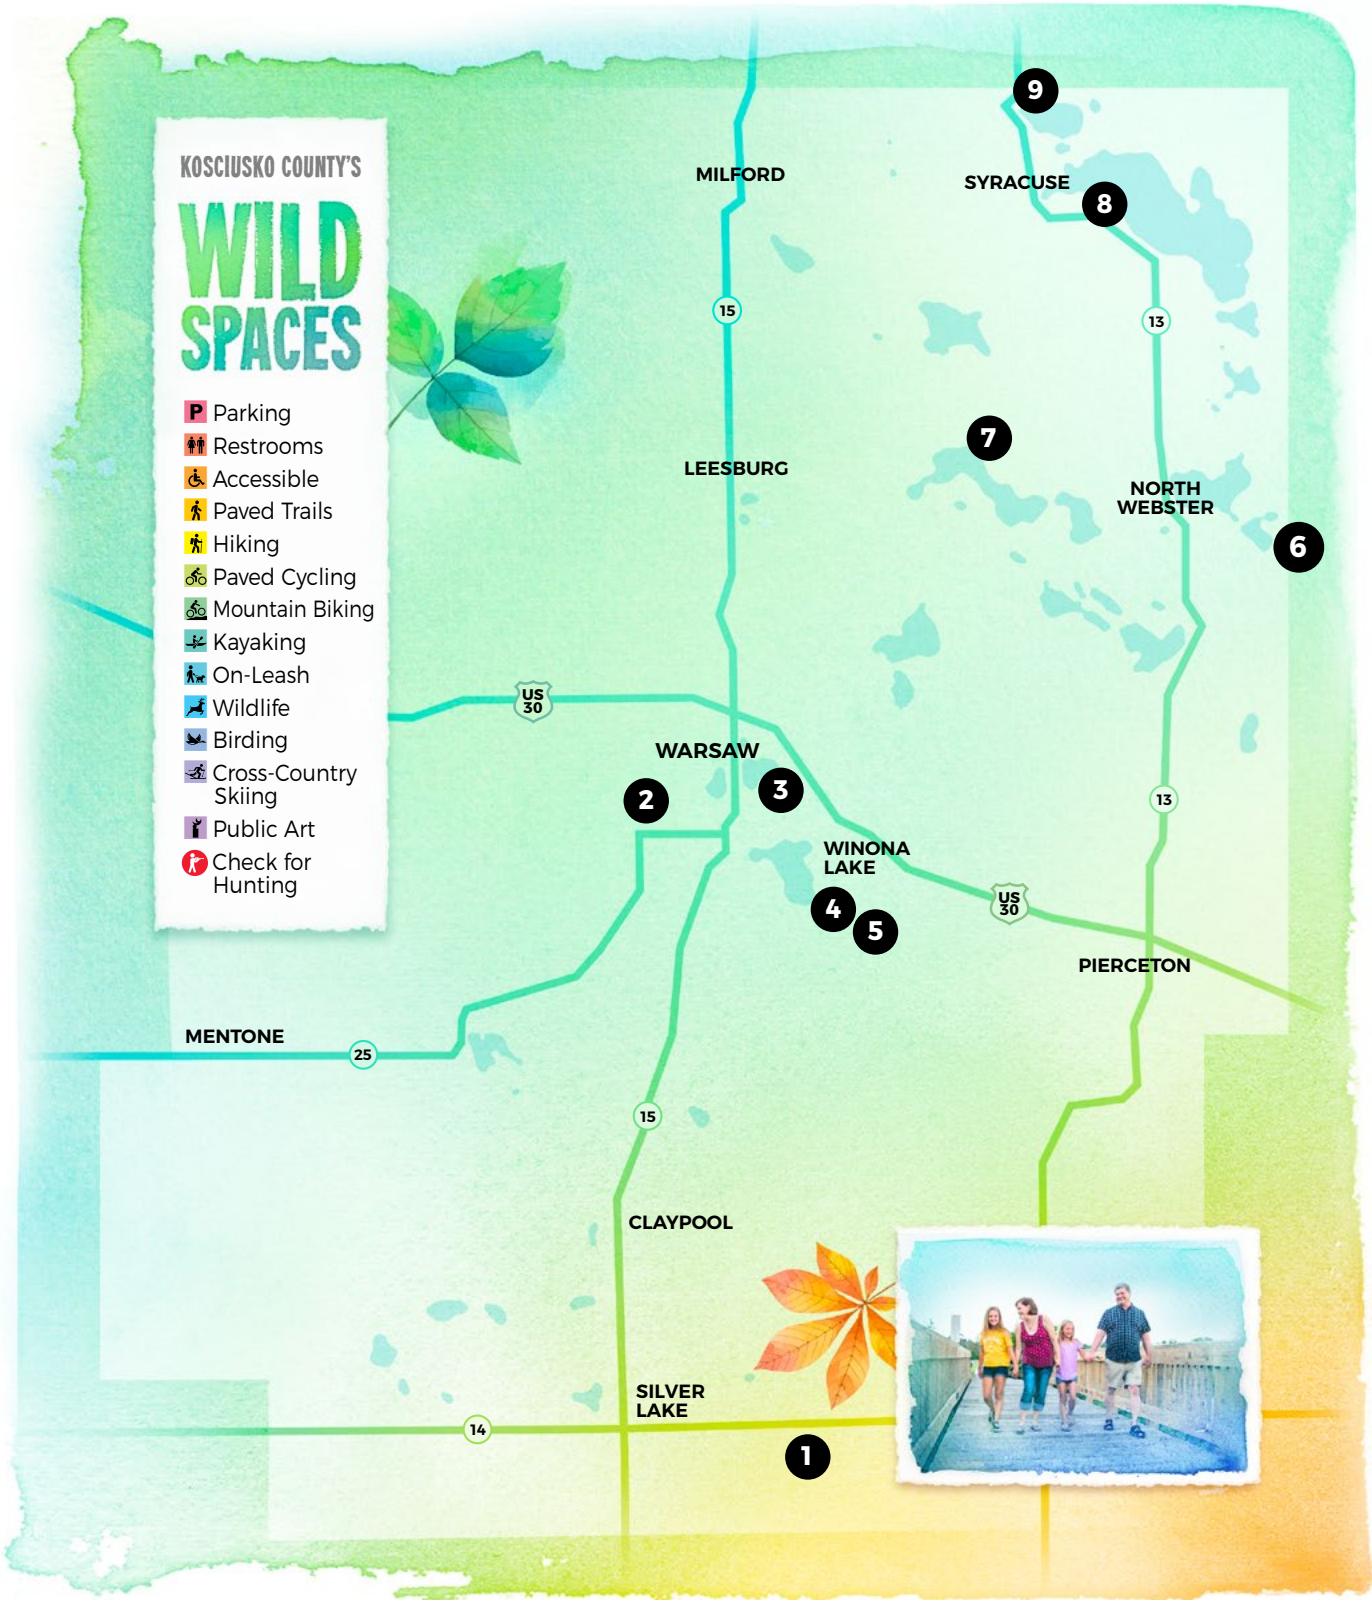 KOSCIUSKO COUNTY'S
WILD
SPACES
P Parking
Restrooms
Accessible
Paved Trails
Hiking
Paved Cycling
Mountain Biking
Kayaking
On-Leash
Wildlife
Birding
Cross-Country
Skiing
Public Art
Check for
Hunting
9
MILFORD
SYRACUSE
8
15
13
7
LEESBURG
NORTH
WEBSTER
6
US
30
WARSAW
2
3
13
WINONA
LAKE
US
30
4
5
PIERCETON
MENTONE
25
15
CLAYPOOL
SILVER
LAKE
14
1